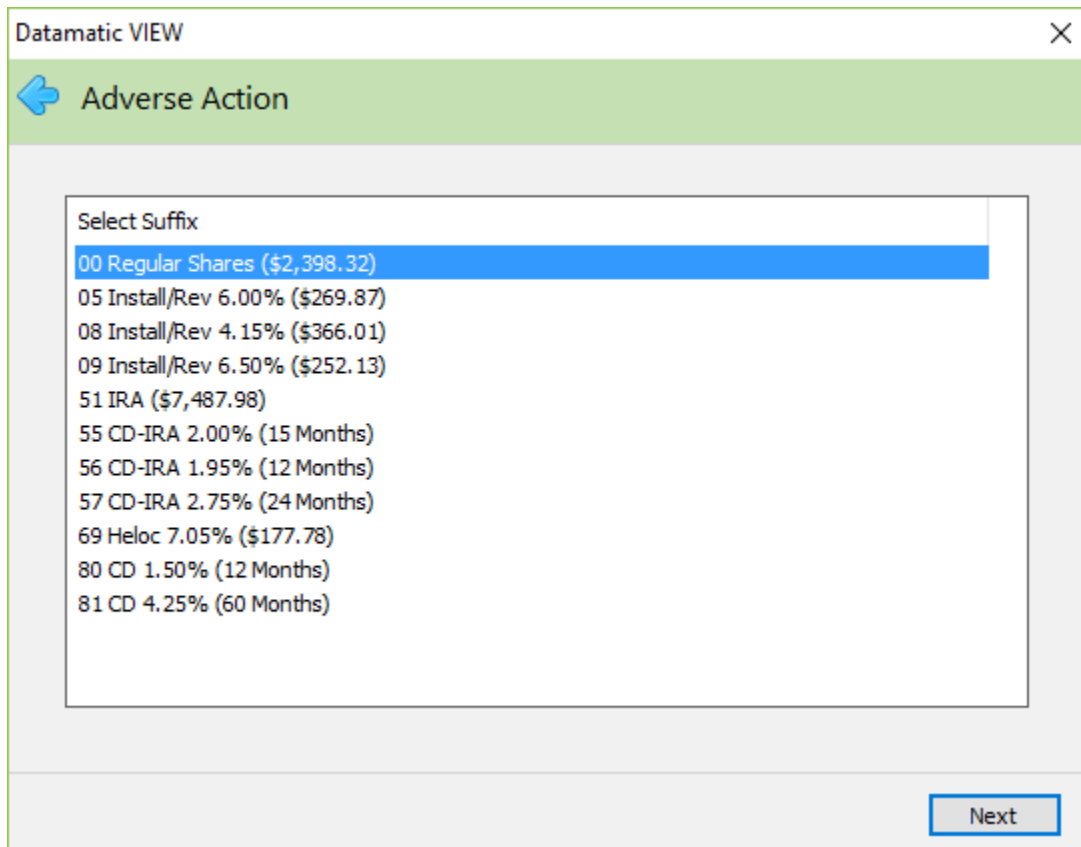 Datamatic VIEW
Adverse Action
Select Suffix
00 Regular Shares ($2,398.32)
05 Install/Rev 6.00% ($269.87)
08 Install/Rev 4.15% ($366.01)
09 Install/Rev 6.50% ($252.13)
51 IRA ($7,487.98)
55 CD-IRA 2.00% (15 Months)
56 CD-IRA 1.95% (12 Months)
57 CD-IRA 2.75% (24 Months)
69 Heloc 7.05% ($177.78)
80 CD 1.50% (12 Months)
81 CD 4.25% (60 Months)
Next